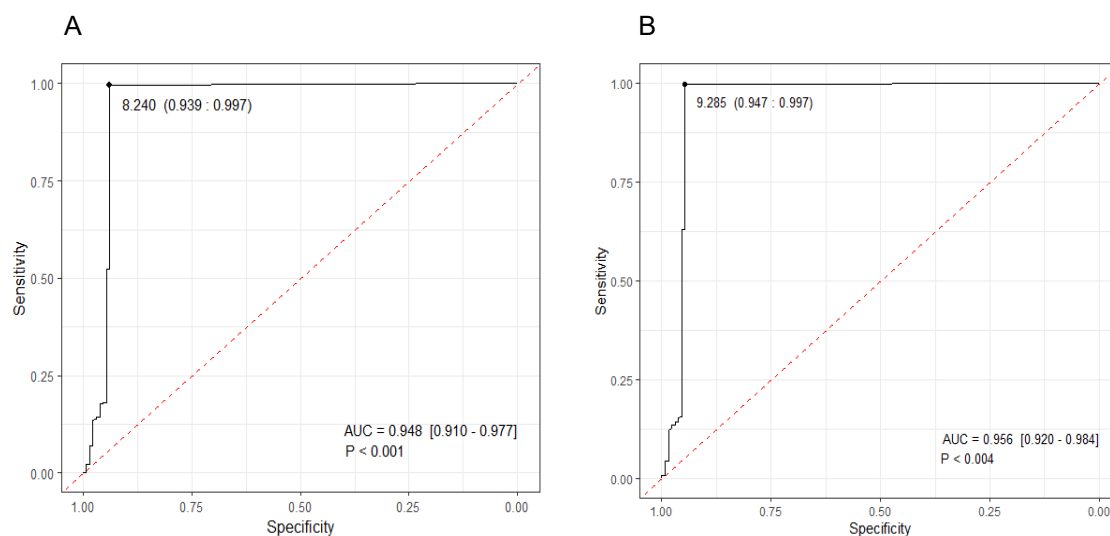 A
1.00
0.75
0.50
0.25
0.00
Sensitivity
8.240 (0.939 : 0.997)
AUC = 0.948 [0.910 - 0.977]
P < 0.001
1.00 0.75 0.50 0.25 0.00
Specificity
B
1.00
0.75
0.50
0.25
0.00
Sensitivity
9.285 (0.947 : 0.997)
AUC = 0.956 [0.920 - 0.984]
P < 0.004
1.00 0.75 0.50 0.25 0.00
Specificity